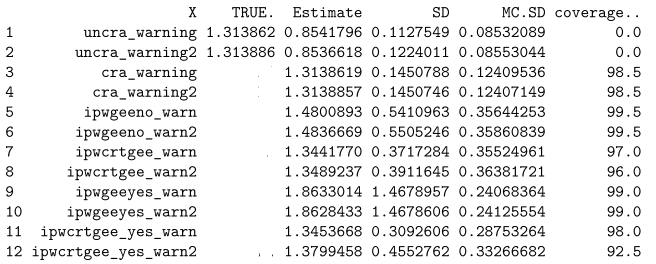 X TRUE. Estimate SD MC.SD coverage..
1 uncra_warning 1.313862 0.8541796 0.1127549 0.08532089 0.0
2 uncra_warning2 1.313886 0.8536618 0.1224011 0.08553044 0.0
3 cra_warning 1.3138619 0.1450788 0.12409536 98.5
4 cra_warning2 1.3138857 0.1450746 0.12407149 98.5
5 ipwgeeno_warn 1.4800893 0.5410963 0.35644253 99.5
6 ipwgeeno_warn2 1.4836669 0.5505246 0.35860839 99.5
7 ipwcrtgee_warn 1.3441770 0.3717284 0.35524961 97.0
8 ipwcrtgee_warn2 1.3489237 0.3911645 0.36381721 96.0
9 ipwgeeyes_warn 1.8633014 1.4678957 0.24068364 99.0
10 ipwgeeyes_warn2 1.8628433 1.4678606 0.24125554 99.0
11 ipwcrtgee_yes_warn 1.3453668 0.3092606 0.28753264 98.0
12 ipwcrtgee_yes_warn2 1.3799458 0.4552762 0.33266682 92.5